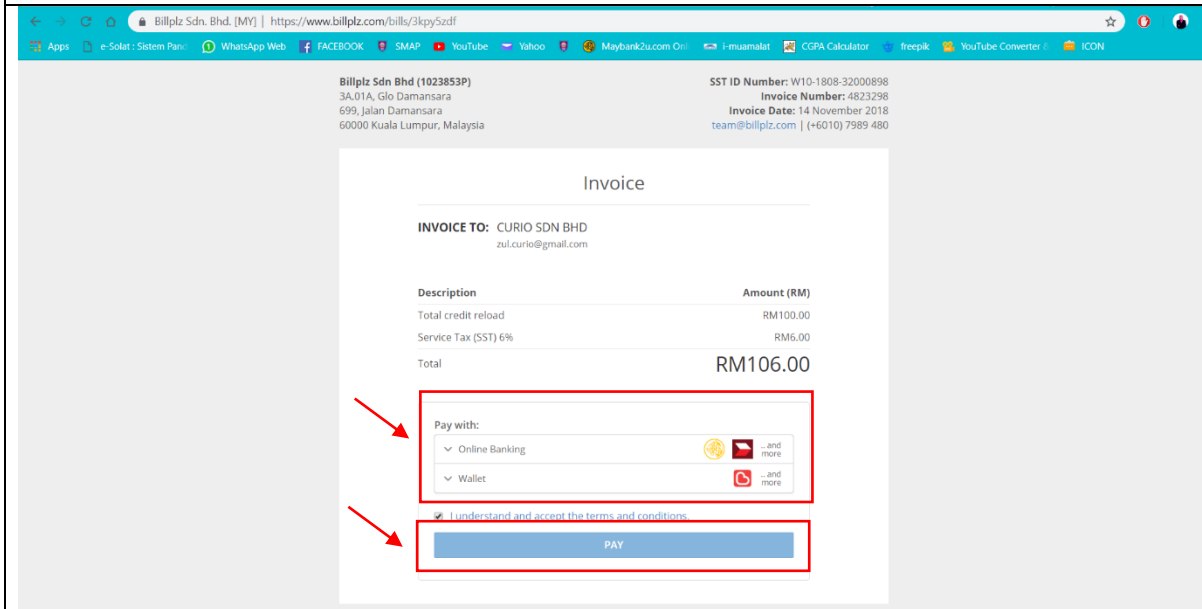 Billplz Sdn. Bhd. [MY] | https://www.billplz.com/bills/3kpy5zdf
Apps e-Solat : Sistem Pand WhatsApp Web FACEBOOK SMAP YouTube Yahoo Maybank2u.com Onli i-muamalat CGPA Calculator freepik YouTube Converter & ICON
Billplz Sdn Bhd (1023853P)
3A.01A, Glo Damansara
699, Jalan Damansara
60000 Kuala Lumpur, Malaysia
SST ID Number: W10-1808-32000898
Invoice Number: 4823298
Invoice Date: 14 November 2018
team@billplz.com | (+6010) 7989 480
Invoice
INVOICE TO: CURIO SDN BHD
zul.curio@gmail.com
Description Amount (RM)
Total credit reload RM100.00
Service Tax (SST) 6% RM6.00
Total RM106.00
Pay with:
Online Banking ...and more
Wallet ...and more
I understand and accept the terms and conditions.
PAY